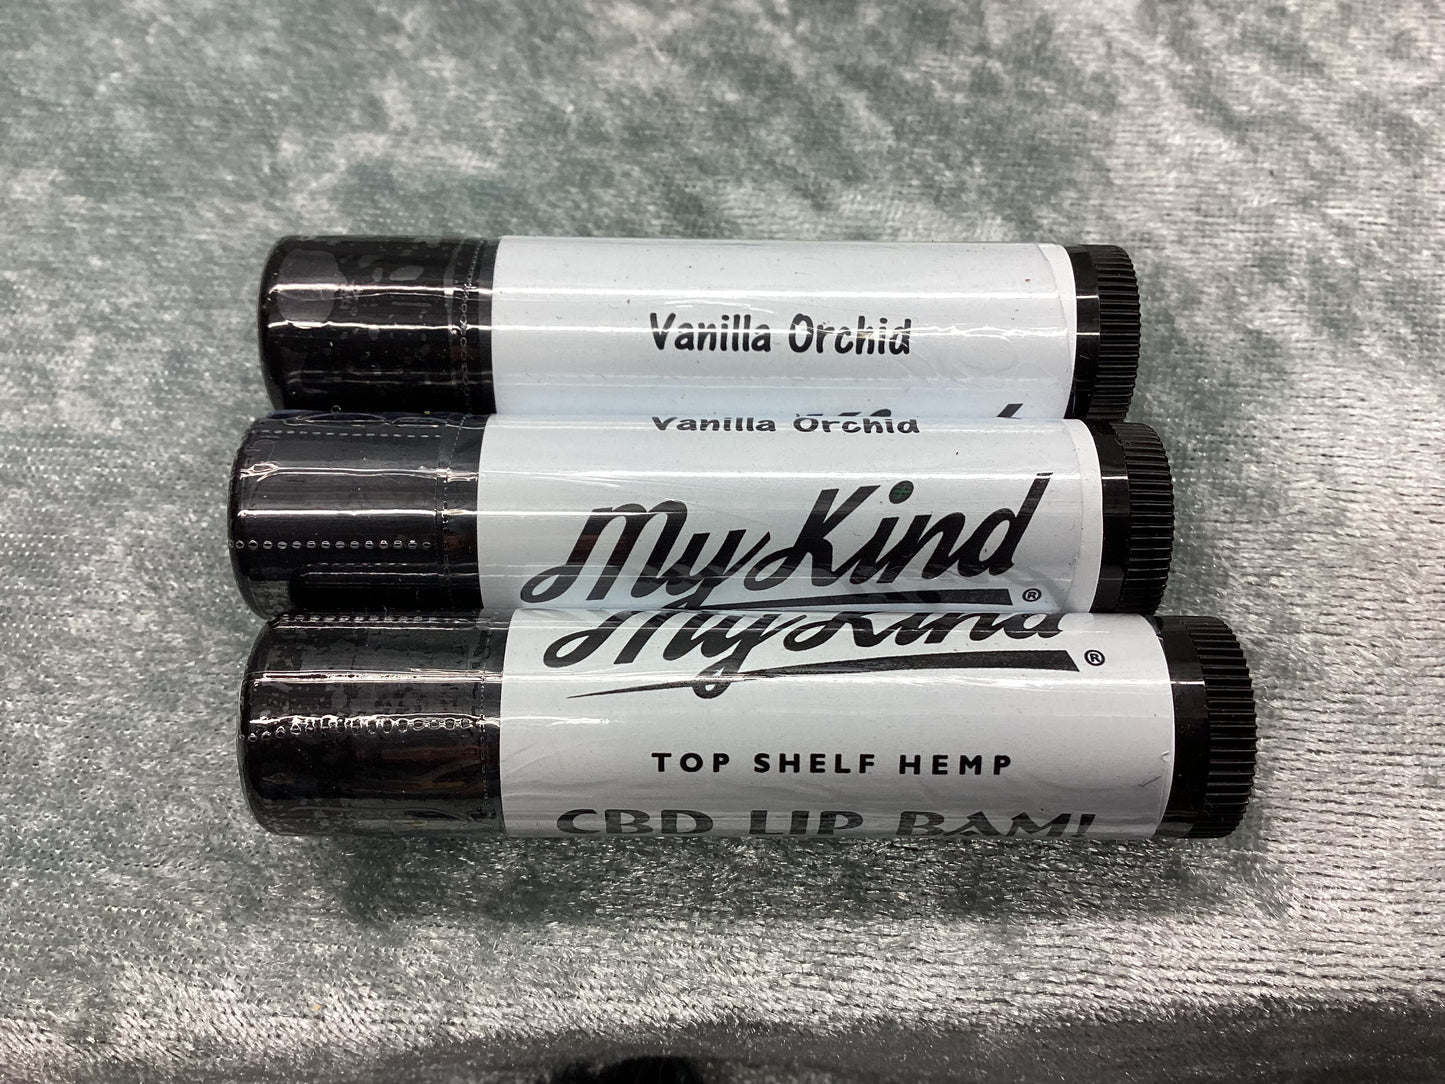 Vanilla Orchid
Vanilla Orchid
MyKind®
MyKind®
TOP SHELF HEMP
CBD LIP BAM!